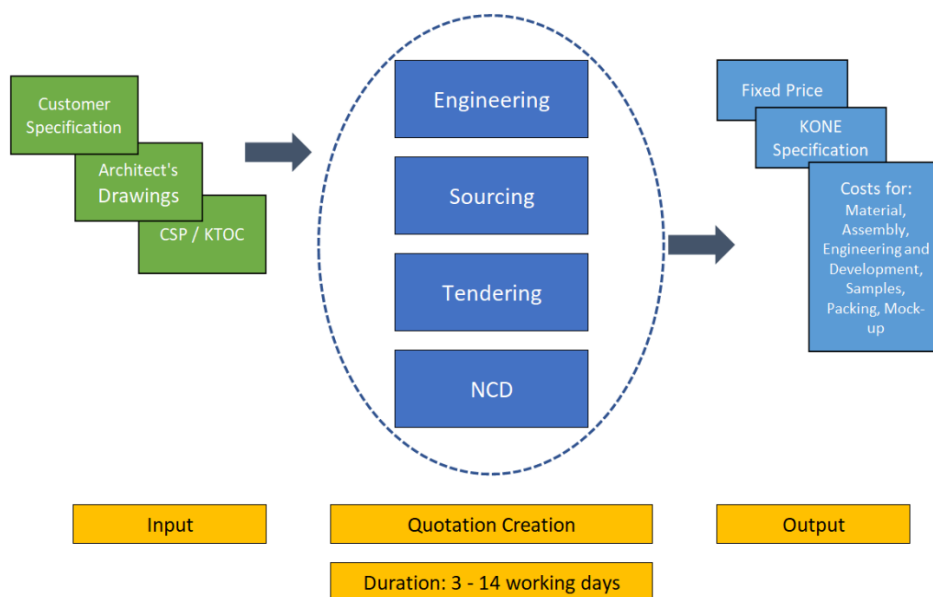 Customer
Specification
Architect's
Drawings
CSP / KTOC
Engineering
Sourcing
Tendering
NCD
Fixed Price
KONE
Specification
Costs for:
Material,
Assembly,
Engineering and
Development,
Samples,
Packing, Mock-
up
Input
Quotation Creation
Output
Duration: 3 - 14 working days